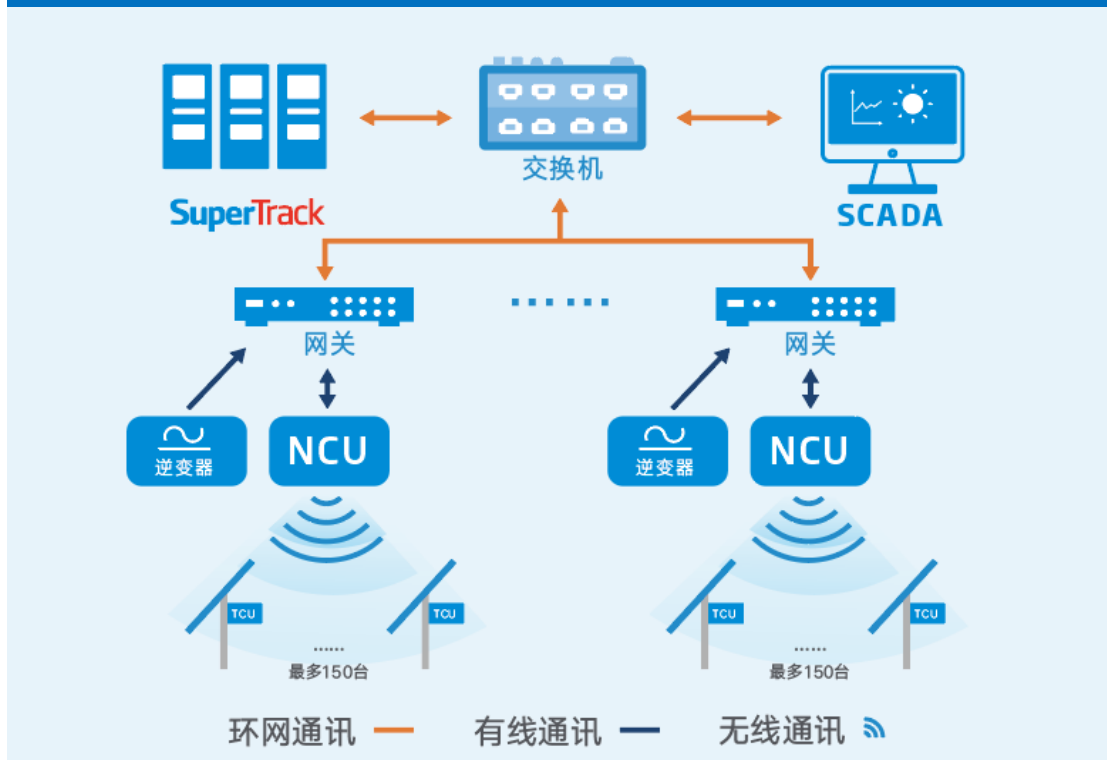 交换机
SuperTrack
SCADA
网关
网关
逆变器
NCU
逆变器
NCU
TCU
TCU
TCU
TCU
......
最多150台
......
最多150台
环网通讯
有线通讯
无线通讯